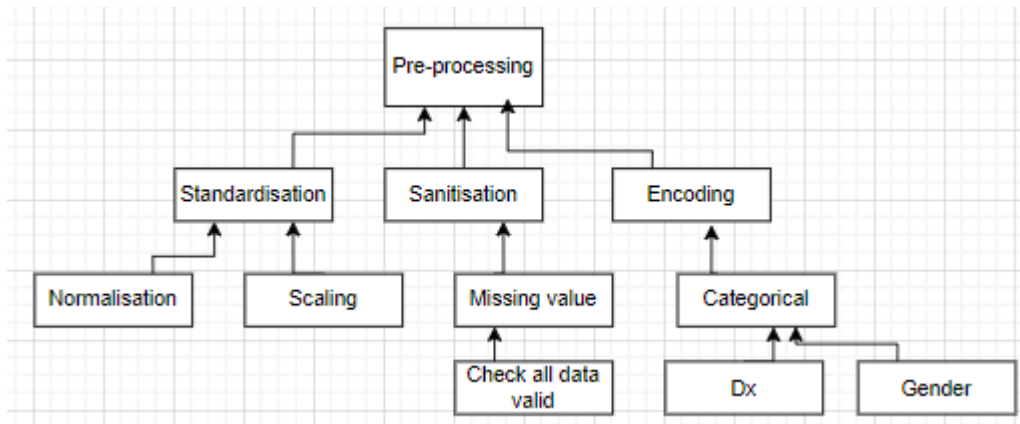 Pre-processing
Standardisation
Sanitisation
Encoding
Normalisation
Scaling
Missing value
Categorical
Check all data
valid
Dx
Gender